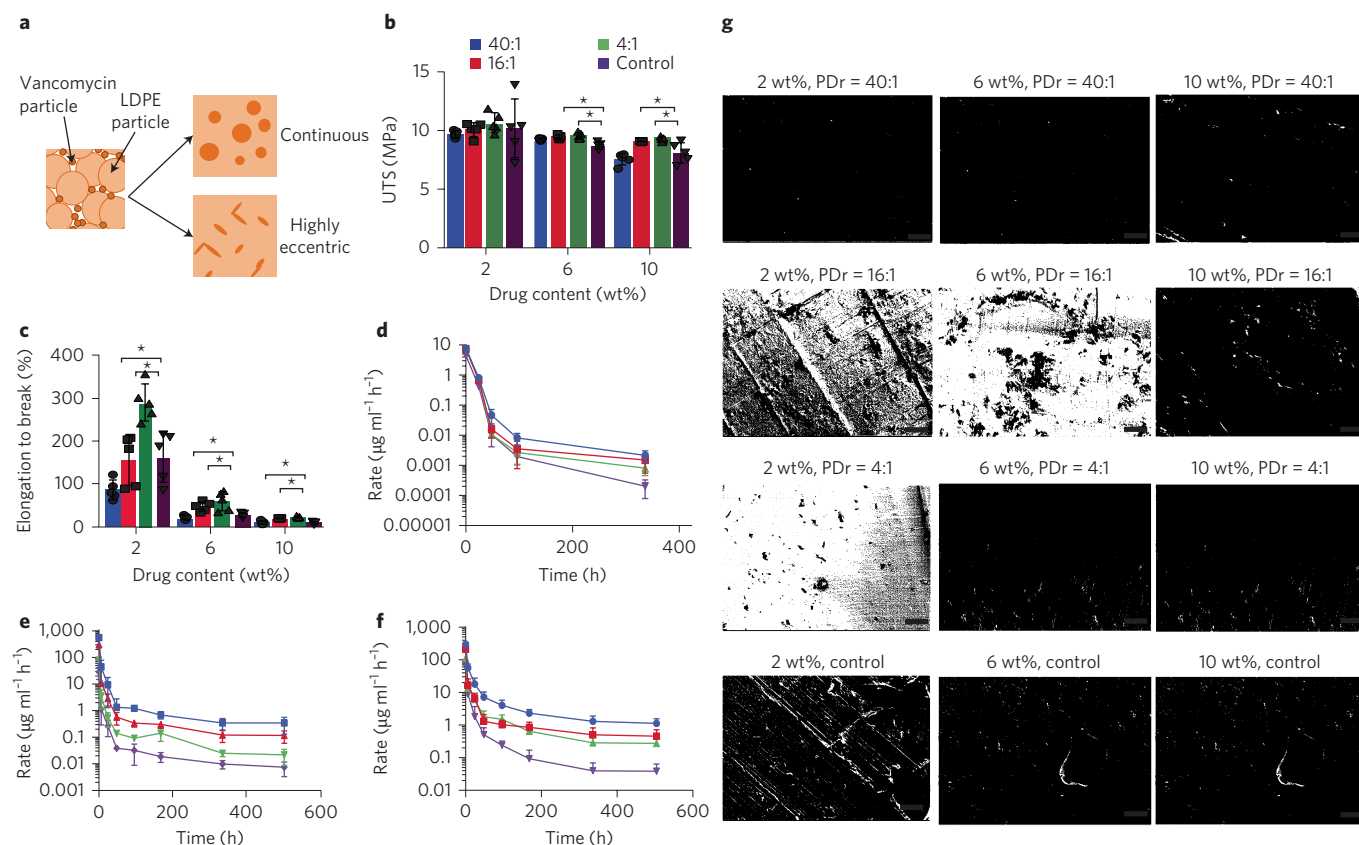 a
Vancomycin
particle
LDPE
particle
Continuous
Highly
eccentric
b
40:1
16:1
4:1
Control
UTS (MPa)
15
10
5
0
*
*
*
*
2
6
10
Drug content (wt%)
c
Elongation to break (%)
400
300
200
100
0
*
*
*
*
*
*
2
6
10
Drug content (wt%)
d
Rate (µg ml⁻¹ h⁻¹)
10
1
0.1
0.01
0.001
0.0001
0.00001
0
200
400
Time (h)
e
Rate (µg ml⁻¹ h⁻¹)
1,000
100
10
1
0.1
0.01
0.001
0
200
400
600
Time (h)
f
Rate (µg ml⁻¹ h⁻¹)
1,000
100
10
1
0.1
0.01
0
200
400
600
Time (h)
g
2 wt%, PDr = 40:1
6 wt%, PDr = 40:1
10 wt%, PDr = 40:1
2 wt%, PDr = 16:1
6 wt%, PDr = 16:1
10 wt%, PDr = 16:1
2 wt%, PDr = 4:1
6 wt%, PDr = 4:1
10 wt%, PDr = 4:1
2 wt%, control
6 wt%, control
10 wt%, control